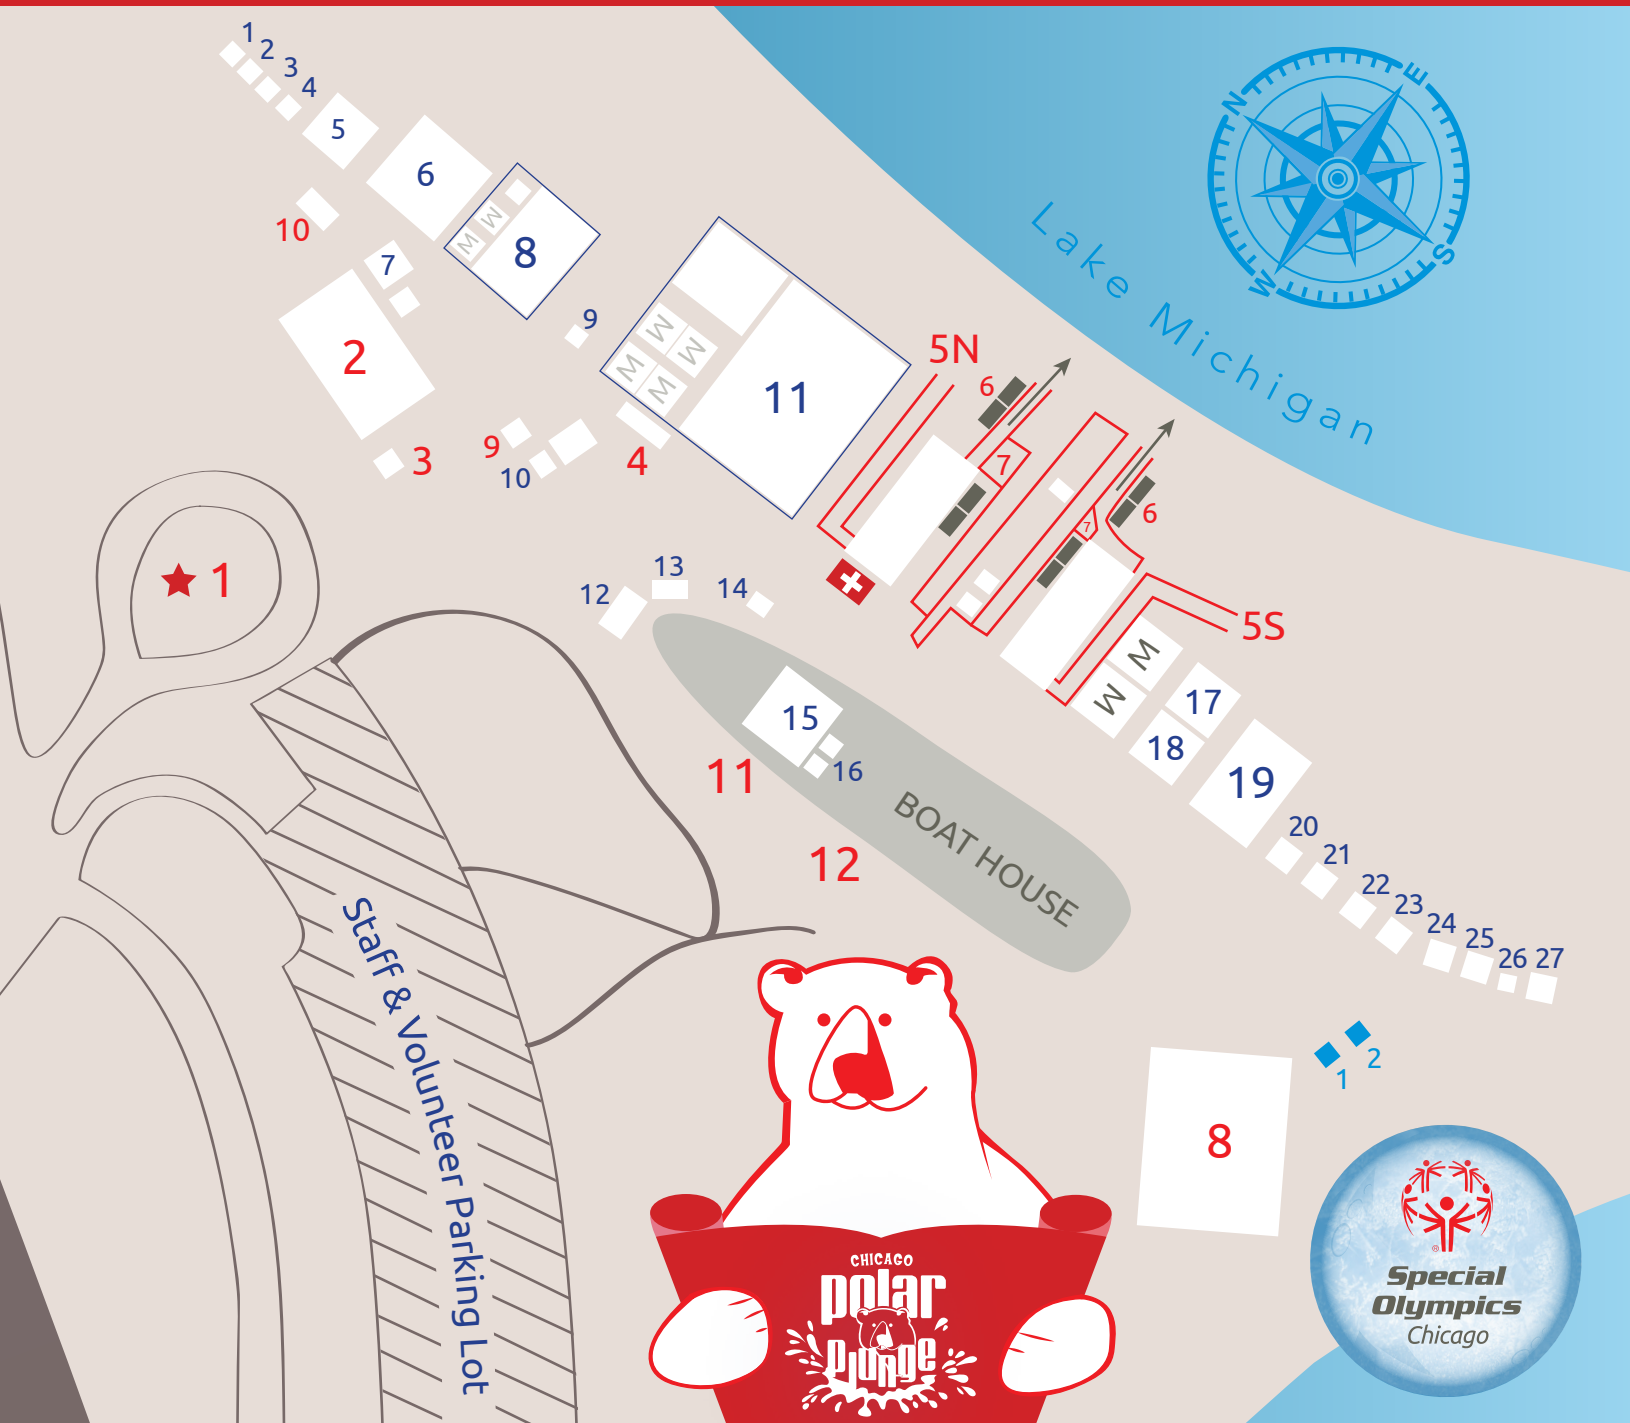 1
2
3
4
5
6
10
7
M
M
8
9
2
3
9
10
4
M
M
M
M
11
5N
6
7
6
7
5S
N
E
S
W
Lake Michigan
1
12
13
14
15
16
11
12
BOAT HOUSE
M
W
17
18
19
20
21
22
23
24
25
26
27
1
2
8
Staff & Volunteer Parking Lot
CHICAGO
polar
plunge
®
Special
Olympics
Chicago